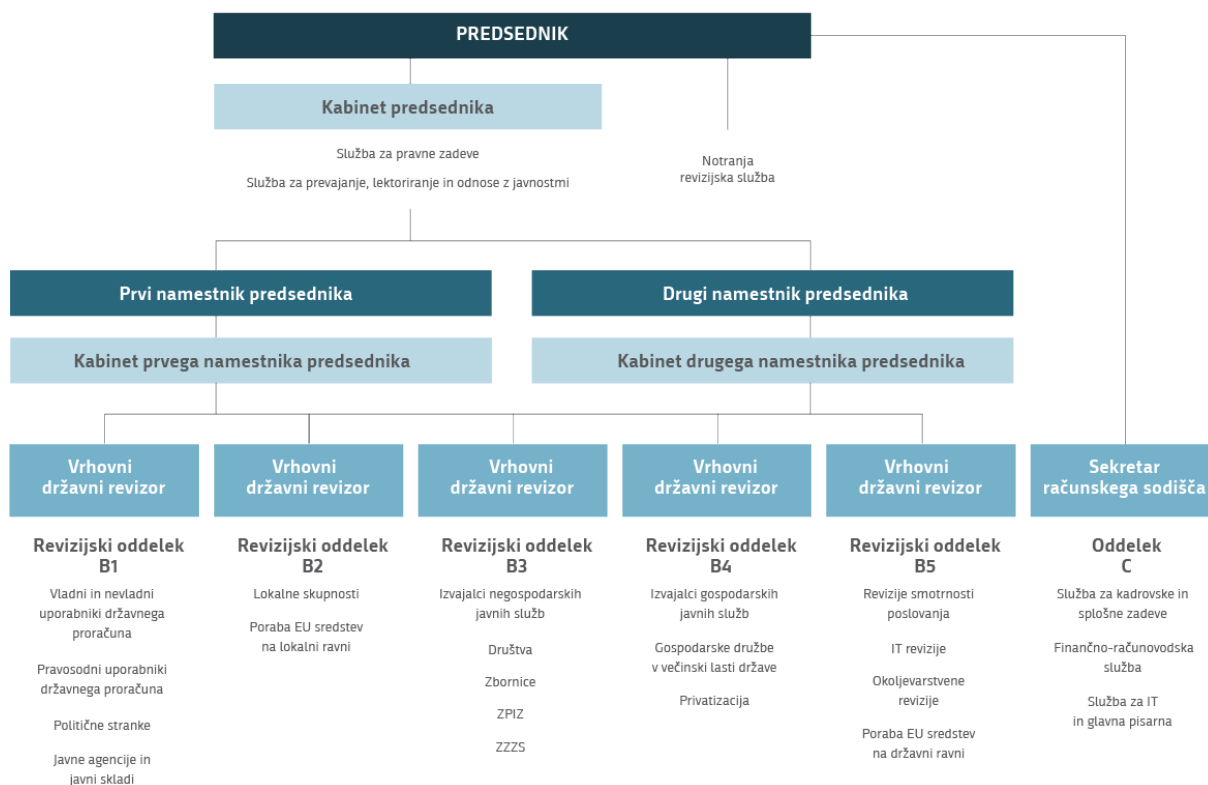 PREDSEDNIK
Kabinet predsednika
Služba za pravne zadeve
Služba za prevajanje, lektoriranje in odnose z javnostmi
Notranja
revizijska služba
Prvi namestnik predsednika
Drugi namestnik predsednika
Kabinet prvega namestnika predsednika
Kabinet drugega namestnika predsednika
Vrhovni
državni revizor
Revizijski oddelek
B1
Vladni in nevladni
uporabniki državnega
proračuna
Pravosodni uporabniki
državnega proračuna
Politične stranke
Javne agencije in
javni skladi
Vrhovni
državni revizor
Revizijski oddelek
B2
Lokalne skupnosti
Poraba EU sredstev
na lokalni ravni
Vrhovni
državni revizor
Revizijski oddelek
B3
Izvajalci negospodarskih
javnih služb
Društva
Zbornice
ZPIZ
ZZZS
Vrhovni
državni revizor
Revizijski oddelek
B4
Izvajalci gospodarskih
javnih služb
Gospodarske družbe
v večinski lasti države
Privatizacija
Vrhovni
državni revizor
Revizijski oddelek
B5
Revizije smotrnosti
poslovanja
IT revizije
Okoljevarstvene
revizije
Poraba EU sredstev
na državni ravni
Sekretar
računskega sodišča
Oddelek
C
Služba za kadrovske in
splošne zadeve
Finančno-računovodska
služba
Služba za IT
in glavna pisarna